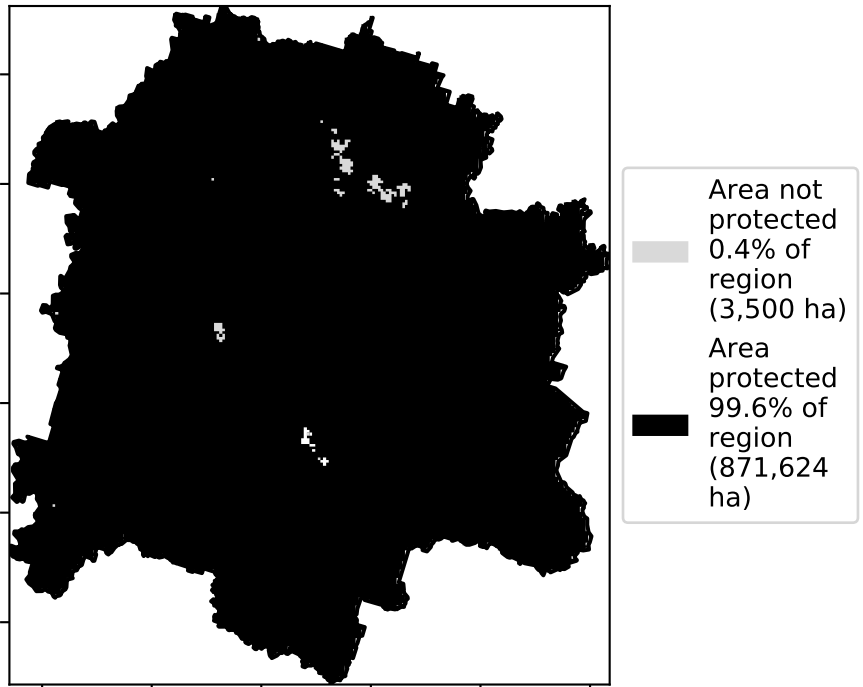 Area not
protected
0.4% of
region
(3,500 ha)
Area
protected
99.6% of
region
(871,624
ha)